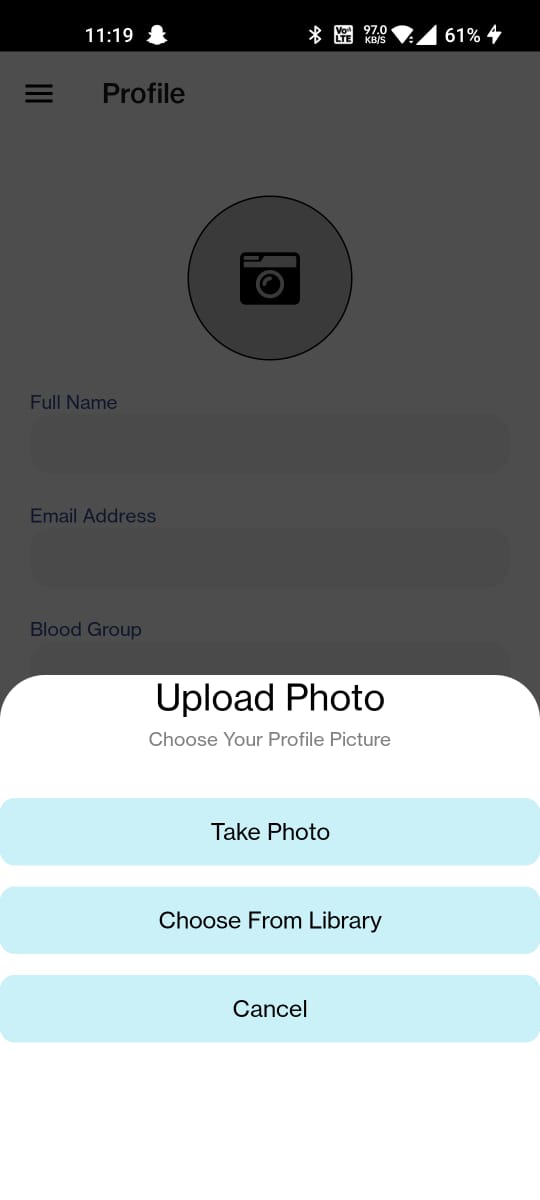 11:19 Vo LTE 97.0 KB/S 61%
Profile
Full Name
Email Address
Blood Group
Upload Photo
Choose Your Profile Picture
Take Photo
Choose From Library
Cancel